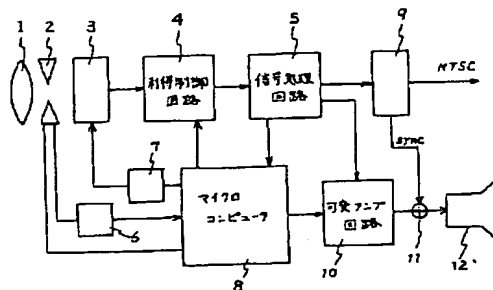 1 2 3 4 5 9
利得制御
回路
信号処理
回路
NTSC
SYNC
7
マイクロ
コンピュータ
可変アンプ
回路
6
8
10
11
12